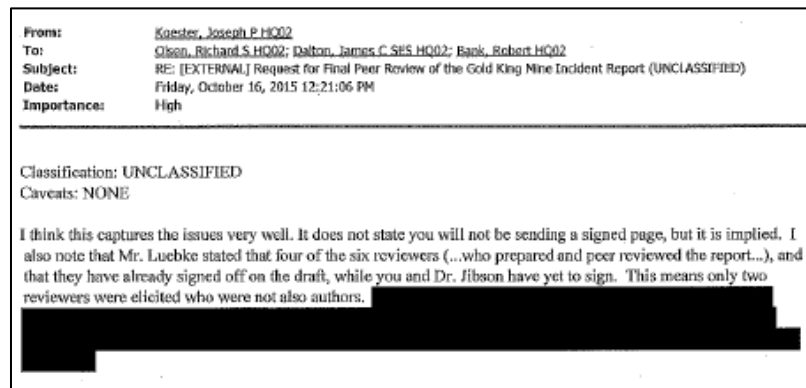 From: Koester, Joseph P HQ02
To: Olsen, Richard S HQ02; Dalton, James C SES HQ02; Bank, Robert HQ02
Subject: RE: [EXTERNAL] Request for Final Peer Review of the Gold King Mine Incident Report (UNCLASSIFIED)
Date: Friday, October 16, 2015 12:21:06 PM
Importance: High
Classification: UNCLASSIFIED
Caveats: NONE
I think this captures the issues very well. It does not state you will not be sending a signed page, but it is implied. I
also note that Mr. Luebke stated that four of the six reviewers (...who prepared and peer reviewed the report...), and
that they have already signed off on the draft, while you and Dr. Jibson have yet to sign. This means only two
reviewers were elicited who were not also authors.